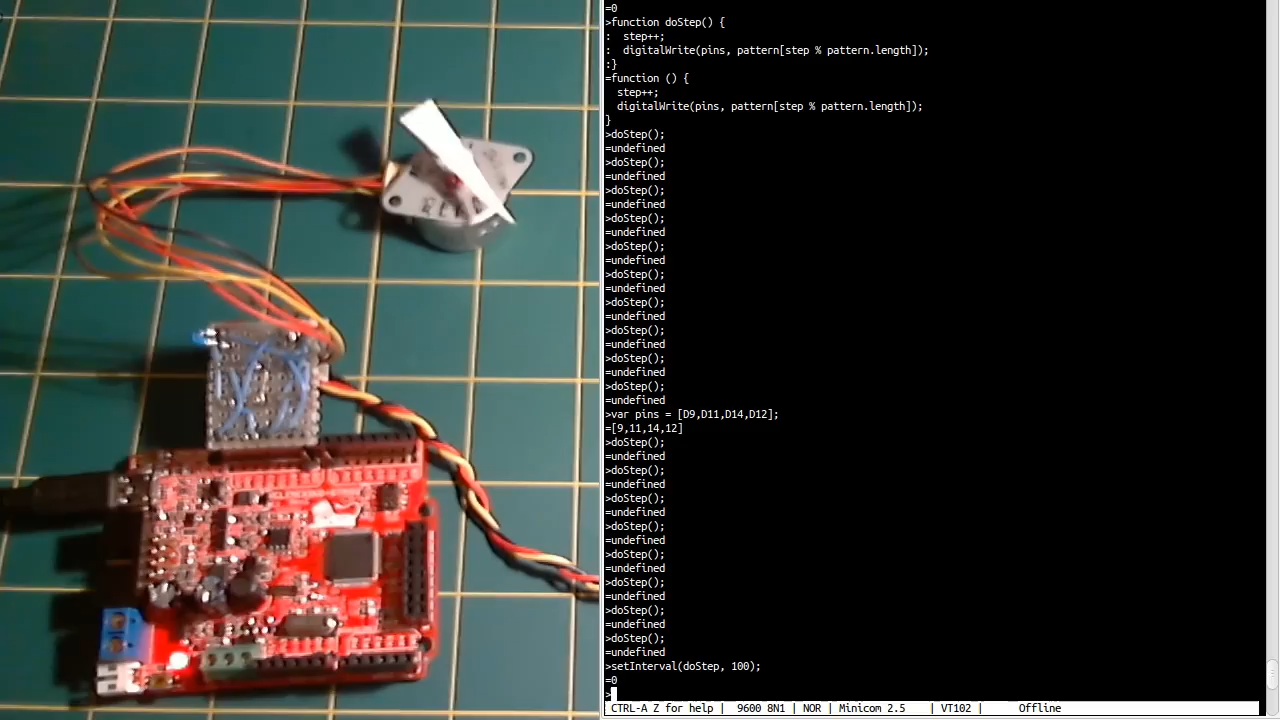 =0
>function doStep() {
:  step++;
:  digitalWrite(pins, pattern[step % pattern.length]);
:}
=function () {
  step++;
  digitalWrite(pins, pattern[step % pattern.length]);
}
>doStep();
=undefined
>doStep();
=undefined
>doStep();
=undefined
>doStep();
=undefined
>doStep();
=undefined
>doStep();
=undefined
>doStep();
=undefined
>doStep();
=undefined
>doStep();
=undefined
>doStep();
=undefined
>var pins = [D9,D11,D14,D12];
=[9,11,14,12]
>doStep();
=undefined
>doStep();
=undefined
>doStep();
=undefined
>doStep();
=undefined
>doStep();
=undefined
>doStep();
=undefined
>doStep();
=undefined
>doStep();
=undefined
>setInterval(doStep, 100);
=0
>
CTRL-A Z for help |  9600 8N1 | NOR | Minicom 2.5    | VT102 |      Offline